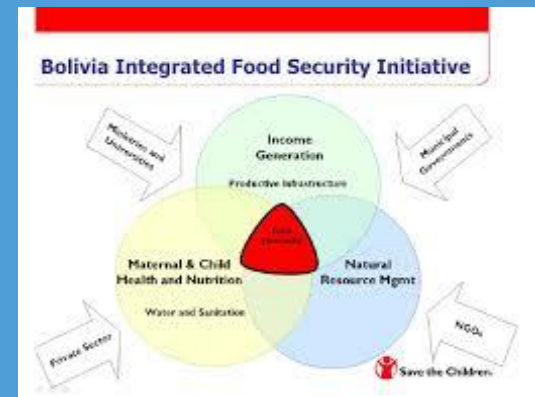 Bolivia Integrated Food Security Initiative
Ministries and
Universities
Municipal
Governments
Income
Generation
Productive Infrastructure
Food
Maternal & Child
Health and Nutrition
Water and Sanitation
Natural
Resource Mgmt
Private Sector
NGOs
Save the Children.